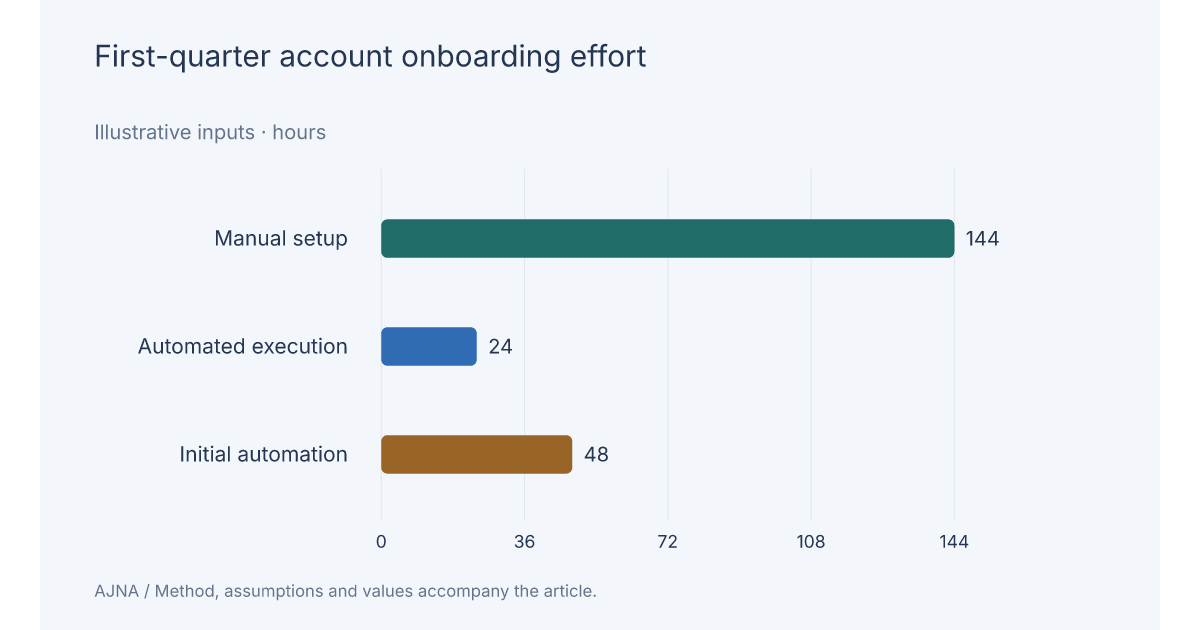 First-quarter account onboarding effort
Illustrative inputs · hours
Manual setup 144
Automated execution 24
Initial automation 48
0 36 72 108 144
AJNA / Method, assumptions and values accompany the article.